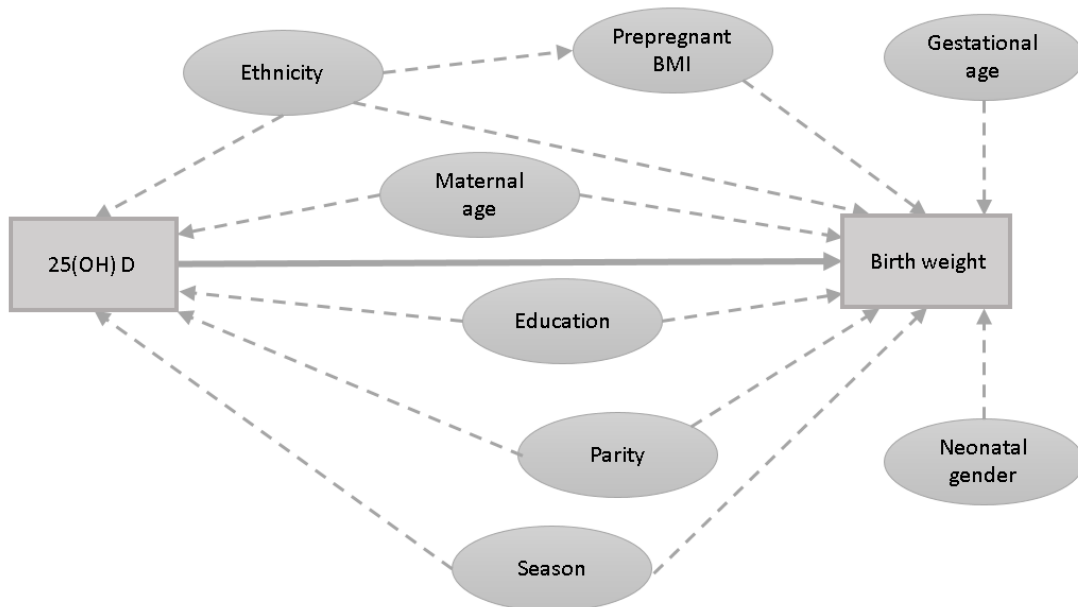 Ethnicity
Prepregnant
BMI
Gestational
age
Maternal
age
25(OH) D
Birth weight
Education
Parity
Neonatal
gender
Season